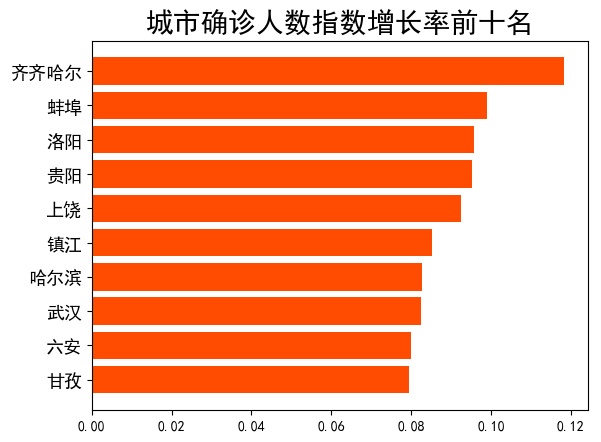 城市确诊人数指数增长率前十名
齐齐哈尔
蚌埠
洛阳
贵阳
上饶
镇江
哈尔滨
武汉
六安
甘孜
0.00 0.02 0.04 0.06 0.08 0.10 0.12